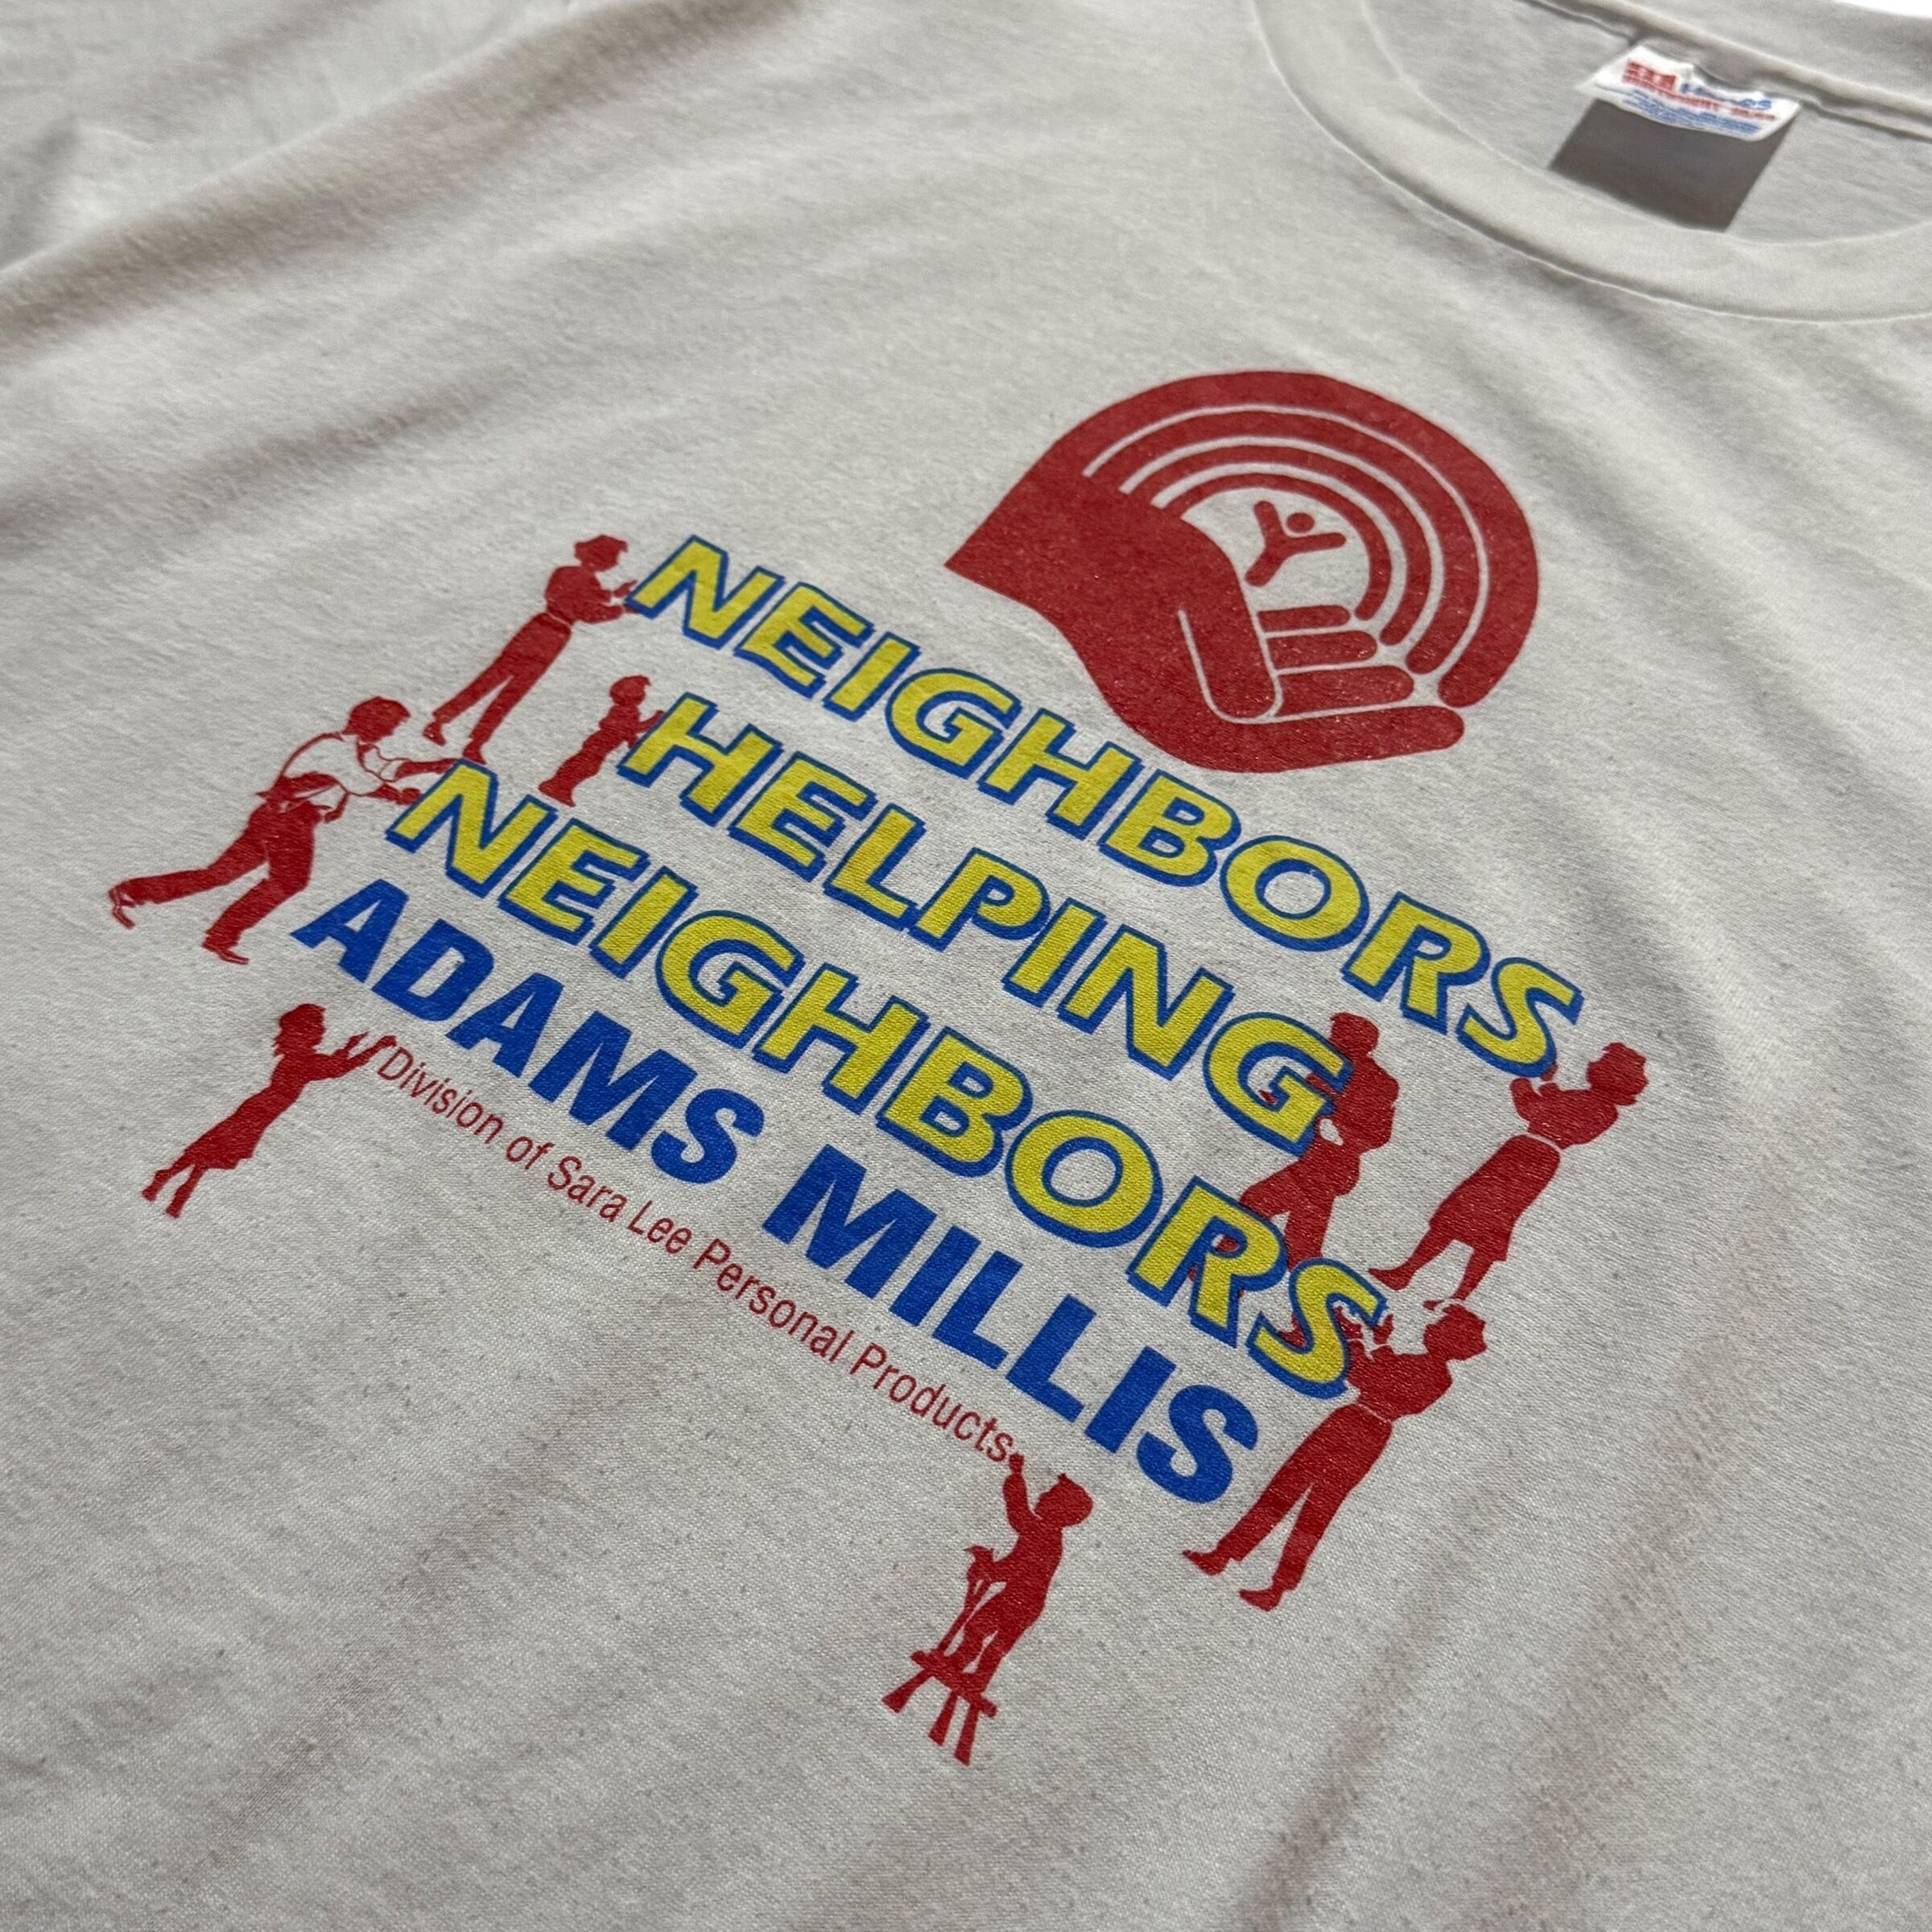 NEIGHBORS
HELPING
NEIGHBORS
ADAMS MILLIS
Division of Sara Lee Personal Products